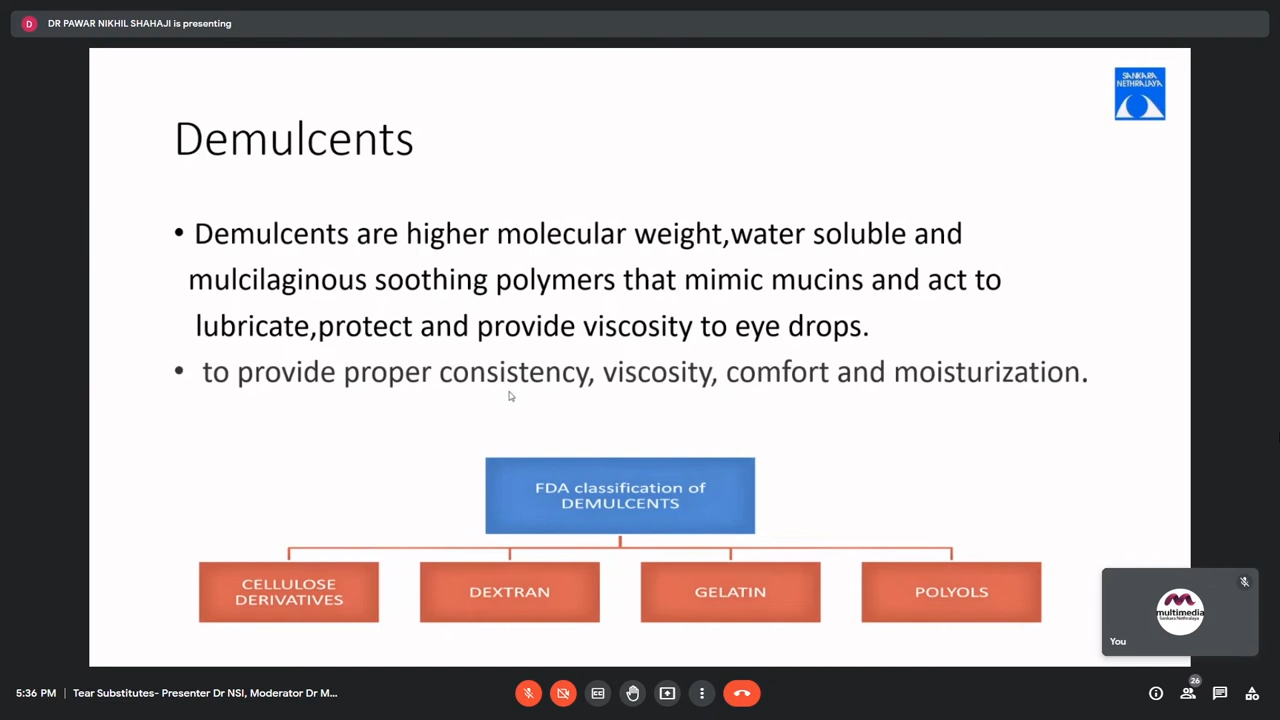 D DR PAWAR NIKHIL SHAHAJI is presenting
SANKARA
NETHRALAYA
Demulcents
• Demulcents are higher molecular weight,water soluble and
mulcilaginous soothing polymers that mimic mucins and act to
lubricate,protect and provide viscosity to eye drops.
• to provide proper consistency, viscosity, comfort and moisturization.
FDA classification of
DEMULCENTS
CELLULOSE
DERIVATIVES
DEXTRAN
GELATIN
POLYOLS
multimedia
Sankara Nethralaya
You
5:36 PM | Tear Substitutes- Presenter Dr NSI, Moderator Dr M...
26